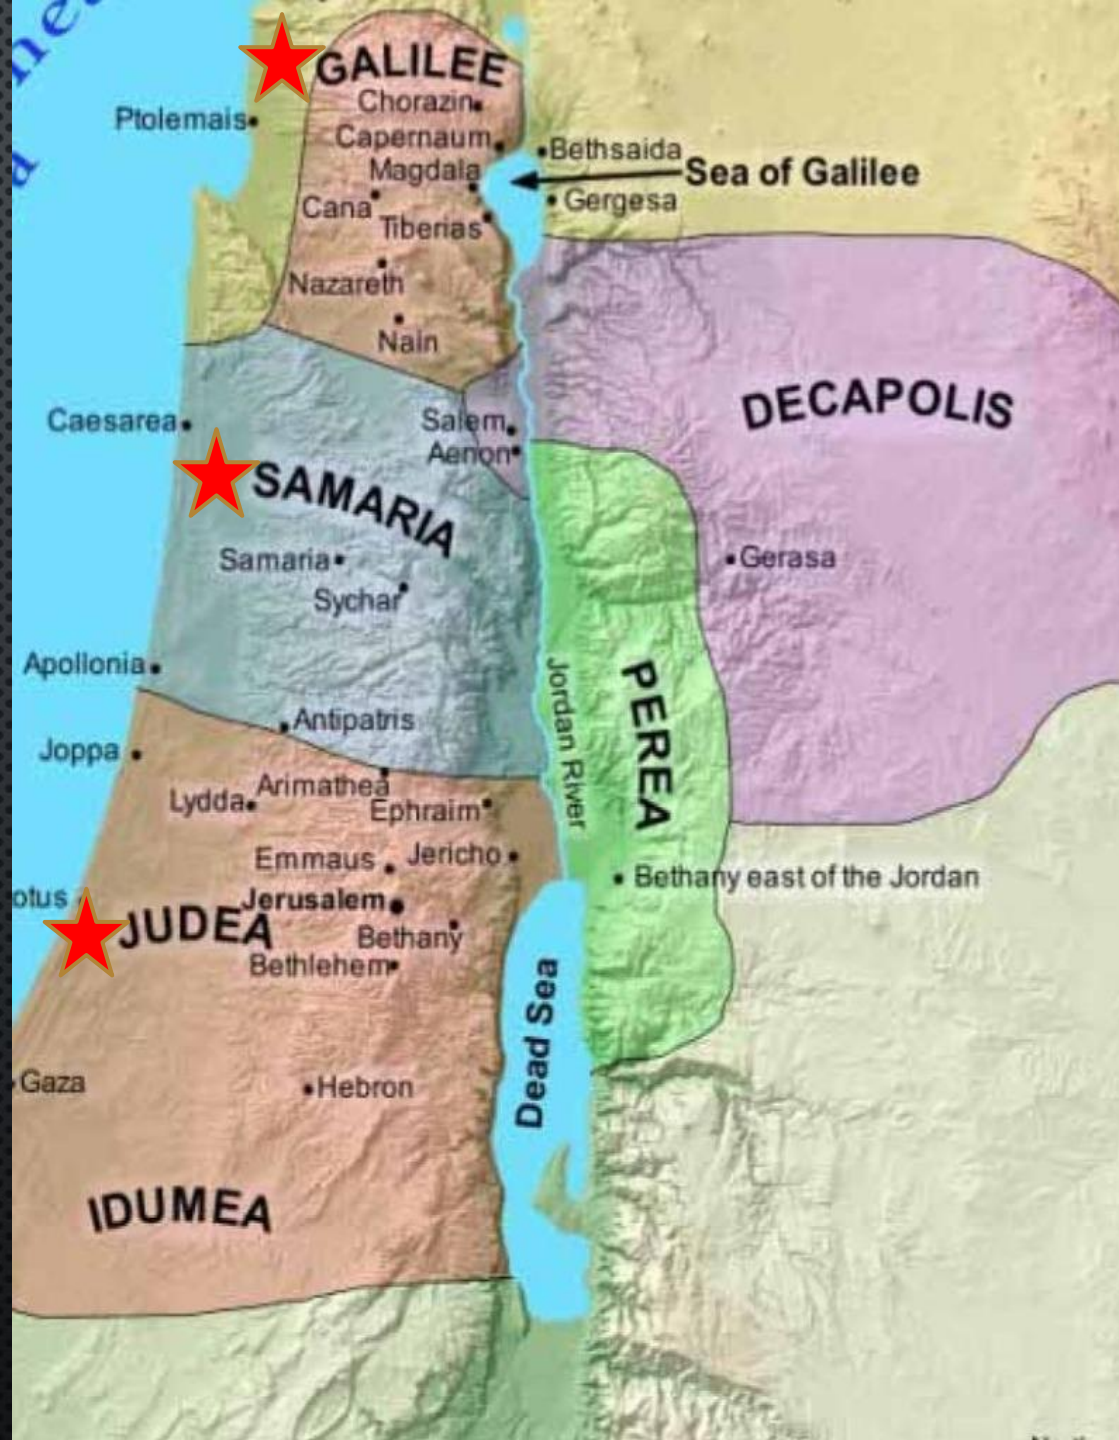 GALILEE
Chorazin
Ptolemais
Capernaum
Bethsaida
Magdala
Sea of Galilee
Cana
Gergesa
Tiberias
Nazareth
Nain
DECAPOLIS
Caesarea
Salem
Aenon
SAMARIA
Samaria
Gerasa
Sychar
Apollonia
Jordan River
PEREA
Antipatris
Joppa
Arimathea
Lydda
Ephraim
Emmaus
Jericho
Bethany east of the Jordan
otus
Jerusalem
JUDEA
Bethany
Bethlehem
Dead Sea
Gaza
Hebron
IDUMEA